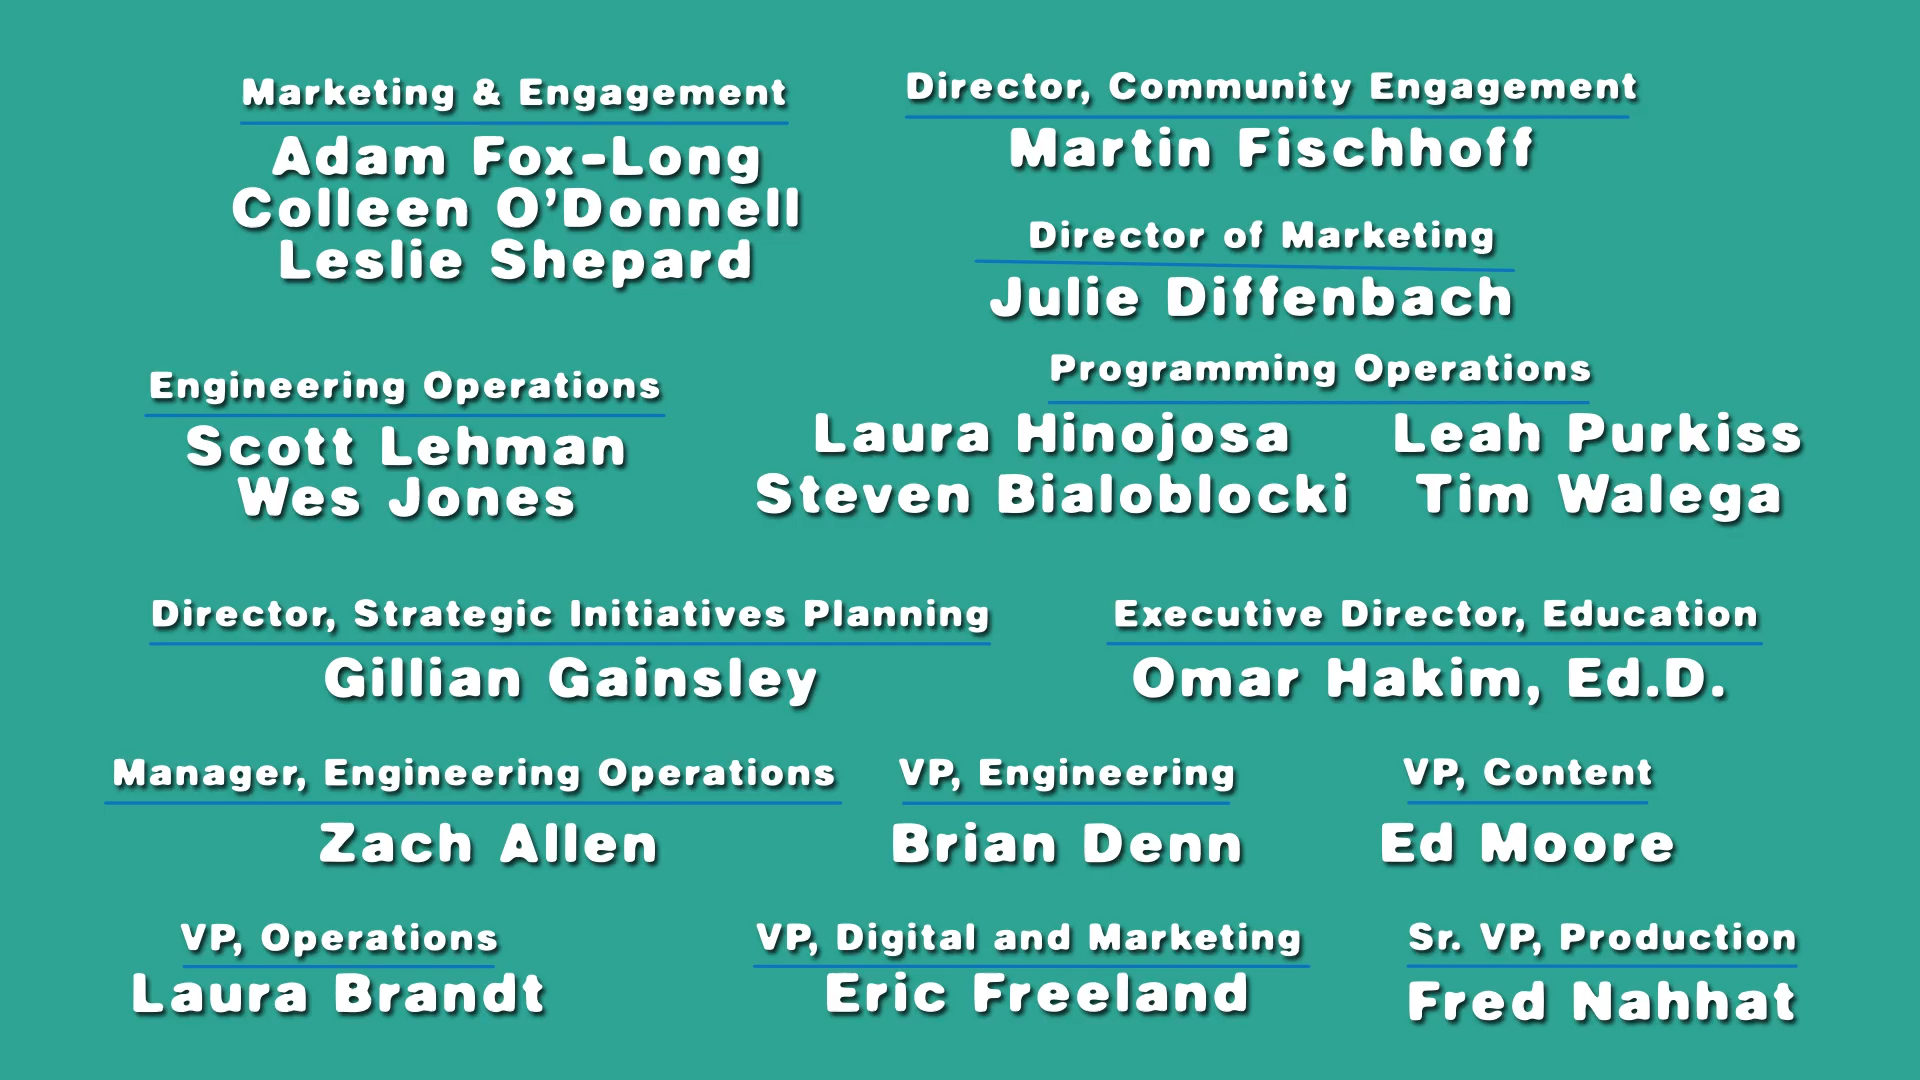 Marketing & Engagement
Adam Fox-Long
Colleen O'Donnell
Leslie Shepard
Director, Community Engagement
Martin Fischhoff
Director of Marketing
Julie Diffenbach
Engineering Operations
Scott Lehman
Wes Jones
Programming Operations
Laura Hinojosa Leah Purkiss
Steven Bialoblocki Tim Walega
Director, Strategic Initiatives Planning
Gillian Gainsley
Executive Director, Education
Omar Hakim, Ed.D.
Manager, Engineering Operations
Zach Allen
VP, Engineering
Brian Denn
VP, Content
Ed Moore
VP, Operations
Laura Brandt
VP, Digital and Marketing
Eric Freeland
Sr. VP, Production
Fred Nahhat